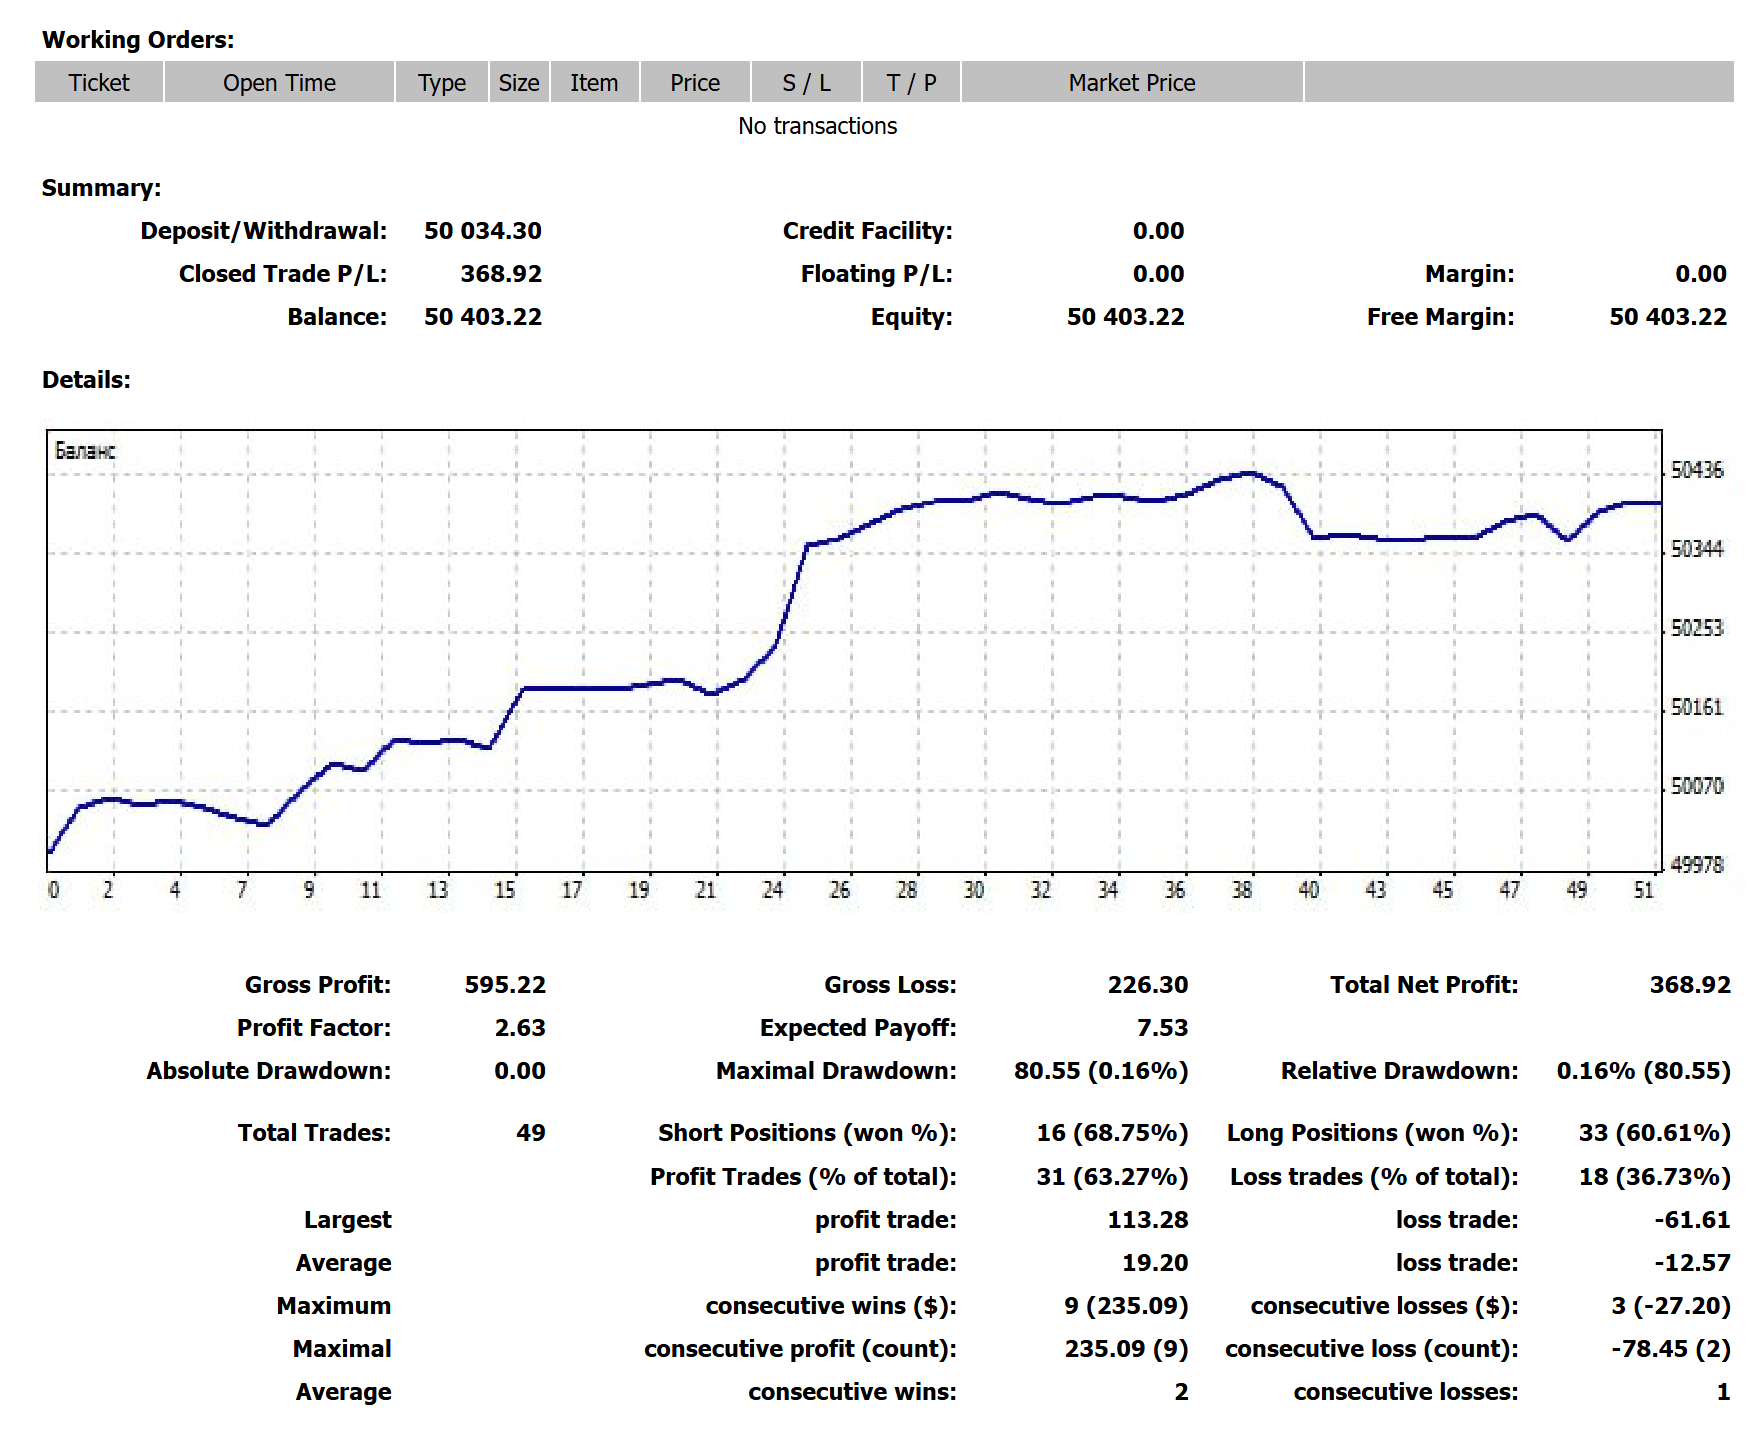 Working Orders:
Ticket Open Time Type Size Item Price S / L T / P Market Price
No transactions
Summary:
Deposit/Withdrawal: 50 034.30 Credit Facility: 0.00
Closed Trade P/L: 368.92 Floating P/L: 0.00 Margin: 0.00
Balance: 50 403.22 Equity: 50 403.22 Free Margin: 50 403.22
Details:
Баланс
50436
50344
50253
50161
50070
49978
0 2 4 7 9 11 13 15 17 19 21 24 26 28 30 32 34 36 38 40 43 45 47 49 51
Gross Profit: 595.22 Gross Loss: 226.30 Total Net Profit: 368.92
Profit Factor: 2.63 Expected Payoff: 7.53
Absolute Drawdown: 0.00 Maximal Drawdown: 80.55 (0.16%) Relative Drawdown: 0.16% (80.55)
Total Trades: 49 Short Positions (won %): 16 (68.75%) Long Positions (won %): 33 (60.61%)
Profit Trades (% of total): 31 (63.27%) Loss trades (% of total): 18 (36.73%)
Largest profit trade: 113.28 loss trade: -61.61
Average profit trade: 19.20 loss trade: -12.57
Maximum consecutive wins ($): 9 (235.09) consecutive losses ($): 3 (-27.20)
Maximal consecutive profit (count): 235.09 (9) consecutive loss (count): -78.45 (2)
Average consecutive wins: 2 consecutive losses: 1